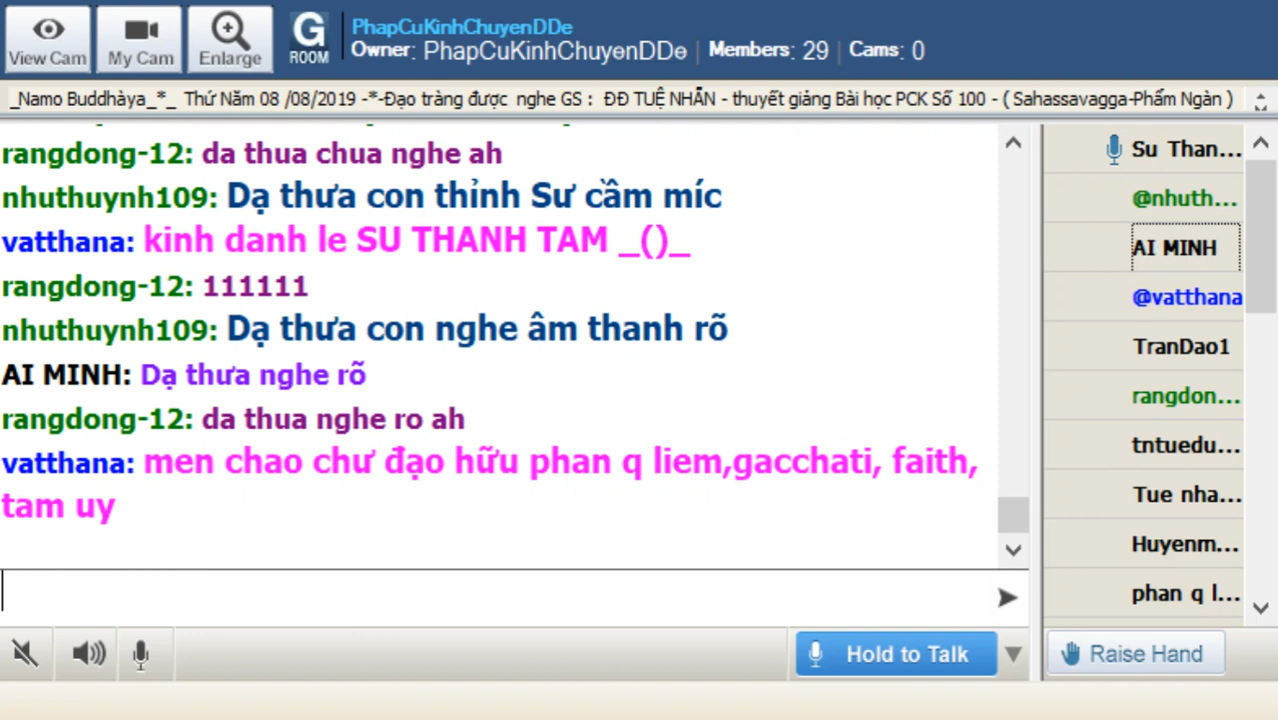 PhapCuKinhChuyenDDe
View Cam My Cam Enlarge G ROOM Owner: PhapCuKinhChuyenDDe | Members: 29 | Cams: 0
_Namo Buddhàya_*_ Thứ Năm 08 /08/2019 -*-Đạo tràng được nghe GS : ĐĐ TUỆ NHẪN - thuyết giảng Bài học PCK Số 100 - ( Sahassavagga-Phẩm Ngàn )
rangdong-12: da thua chua nghe ah
nhuthuynh109: Dạ thưa con thỉnh Sư cầm míc
vatthana: kinh danh le SU THANH TAM _()_
rangdong-12: 111111
nhuthuynh109: Dạ thưa con nghe âm thanh rõ
AI MINH: Dạ thưa nghe rõ
rangdong-12: da thua nghe ro ah
vatthana: men chao chư đạo hữu phan q liem,gacchati, faith,
tam uy
Su Than...
@nhuth...
AI MINH
@vatthana
TranDao1
rangdon...
tntuedu...
Tue nha...
Huyenm...
phan q l...
Hold to Talk
Raise Hand